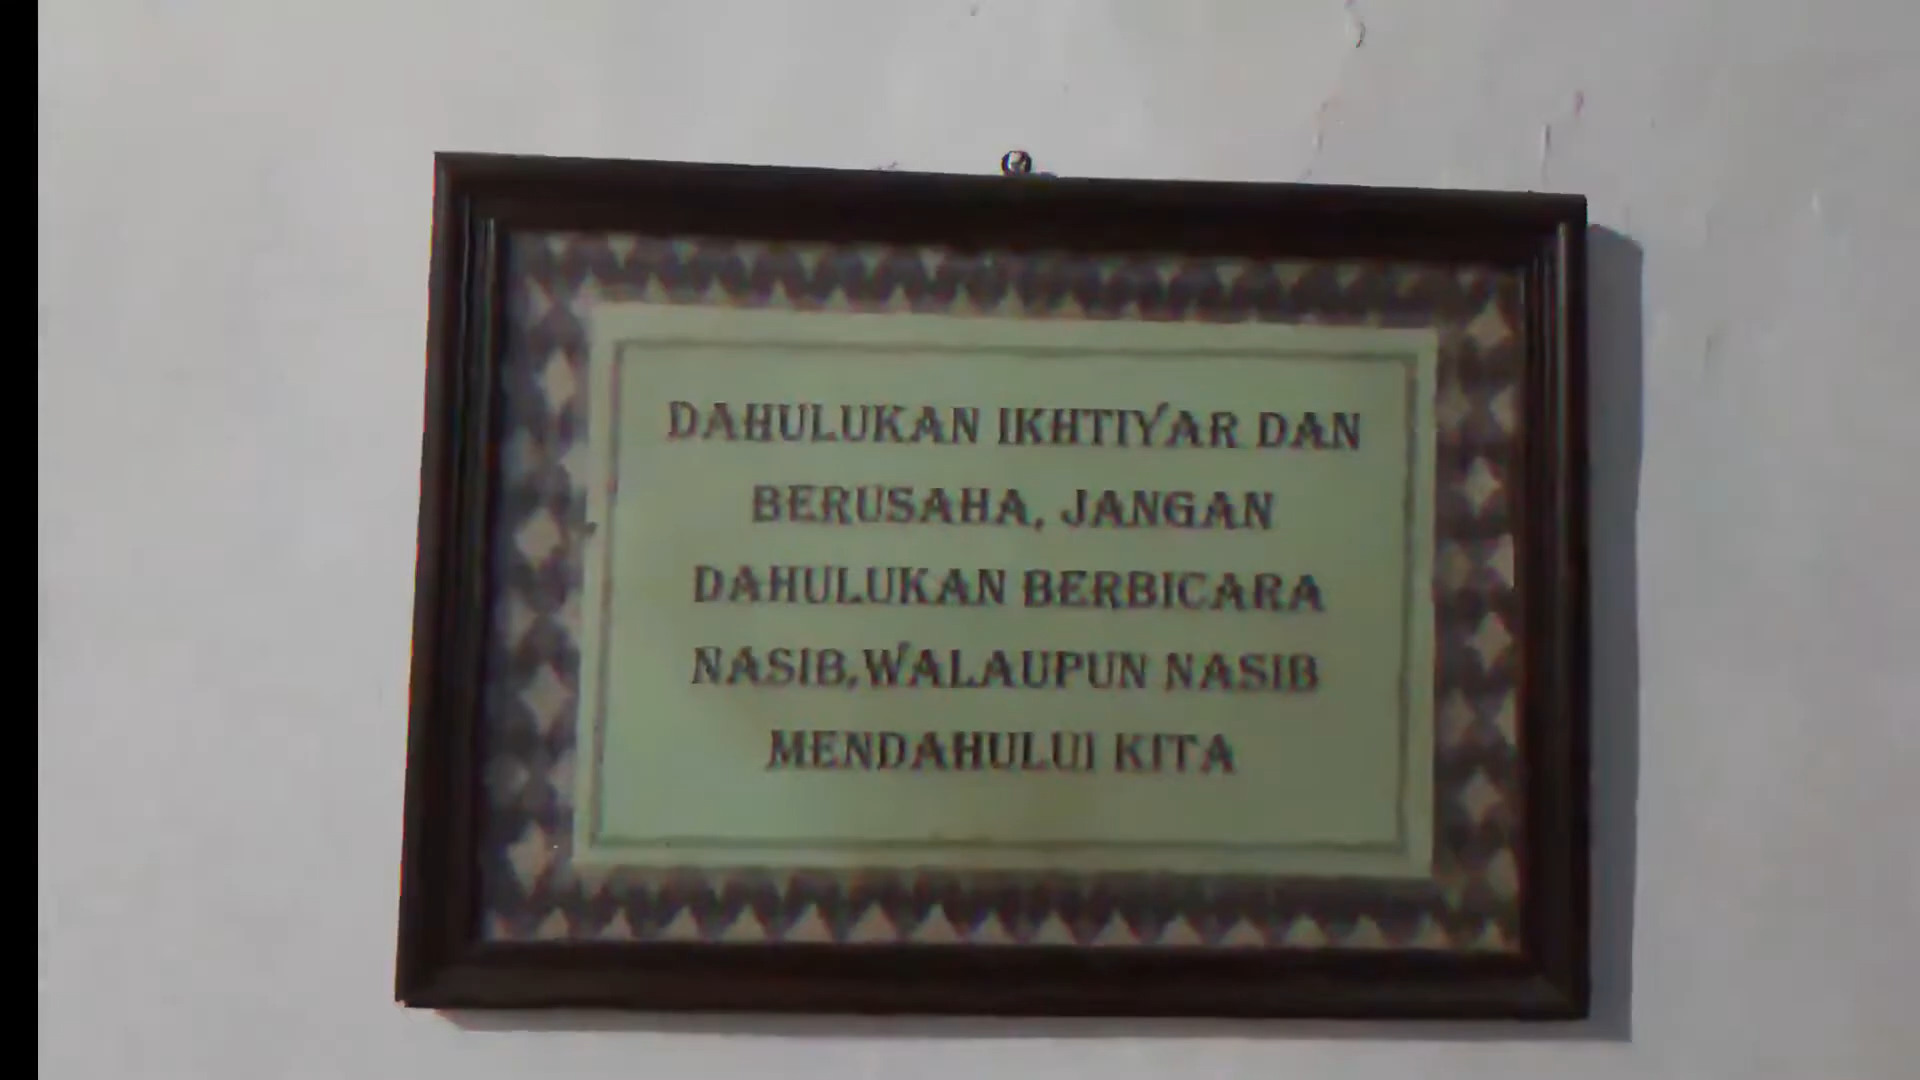 DAHULUKAN IKHTIYAR DAN
BERUSAHA, JANGAN
DAHULUKAN BERBICARA
NASIB,WALAUPUN NASIB
MENDAHULUI KITA